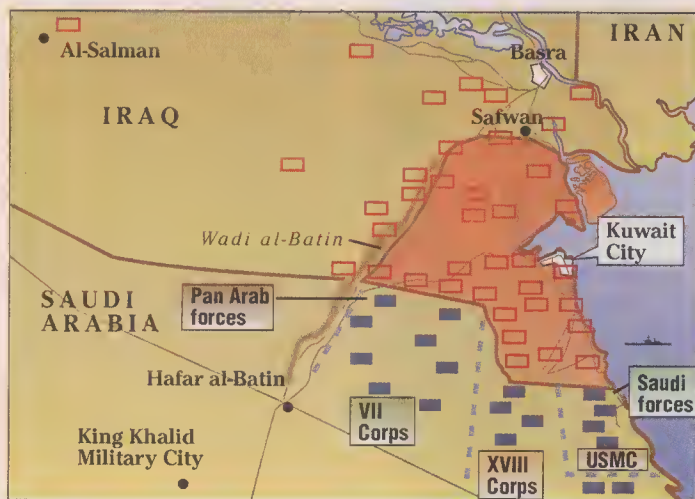 IRAN
Al-Salman
Basra
IRAQ
Safwan
Wadi al-Batin
Kuwait
City
SAUDI
ARABIA
Pan Arab
forces
Hafar al-Batin
VII
Corps
Saudi
forces
King Khalid
Military City
XVIII
Corps
USMC